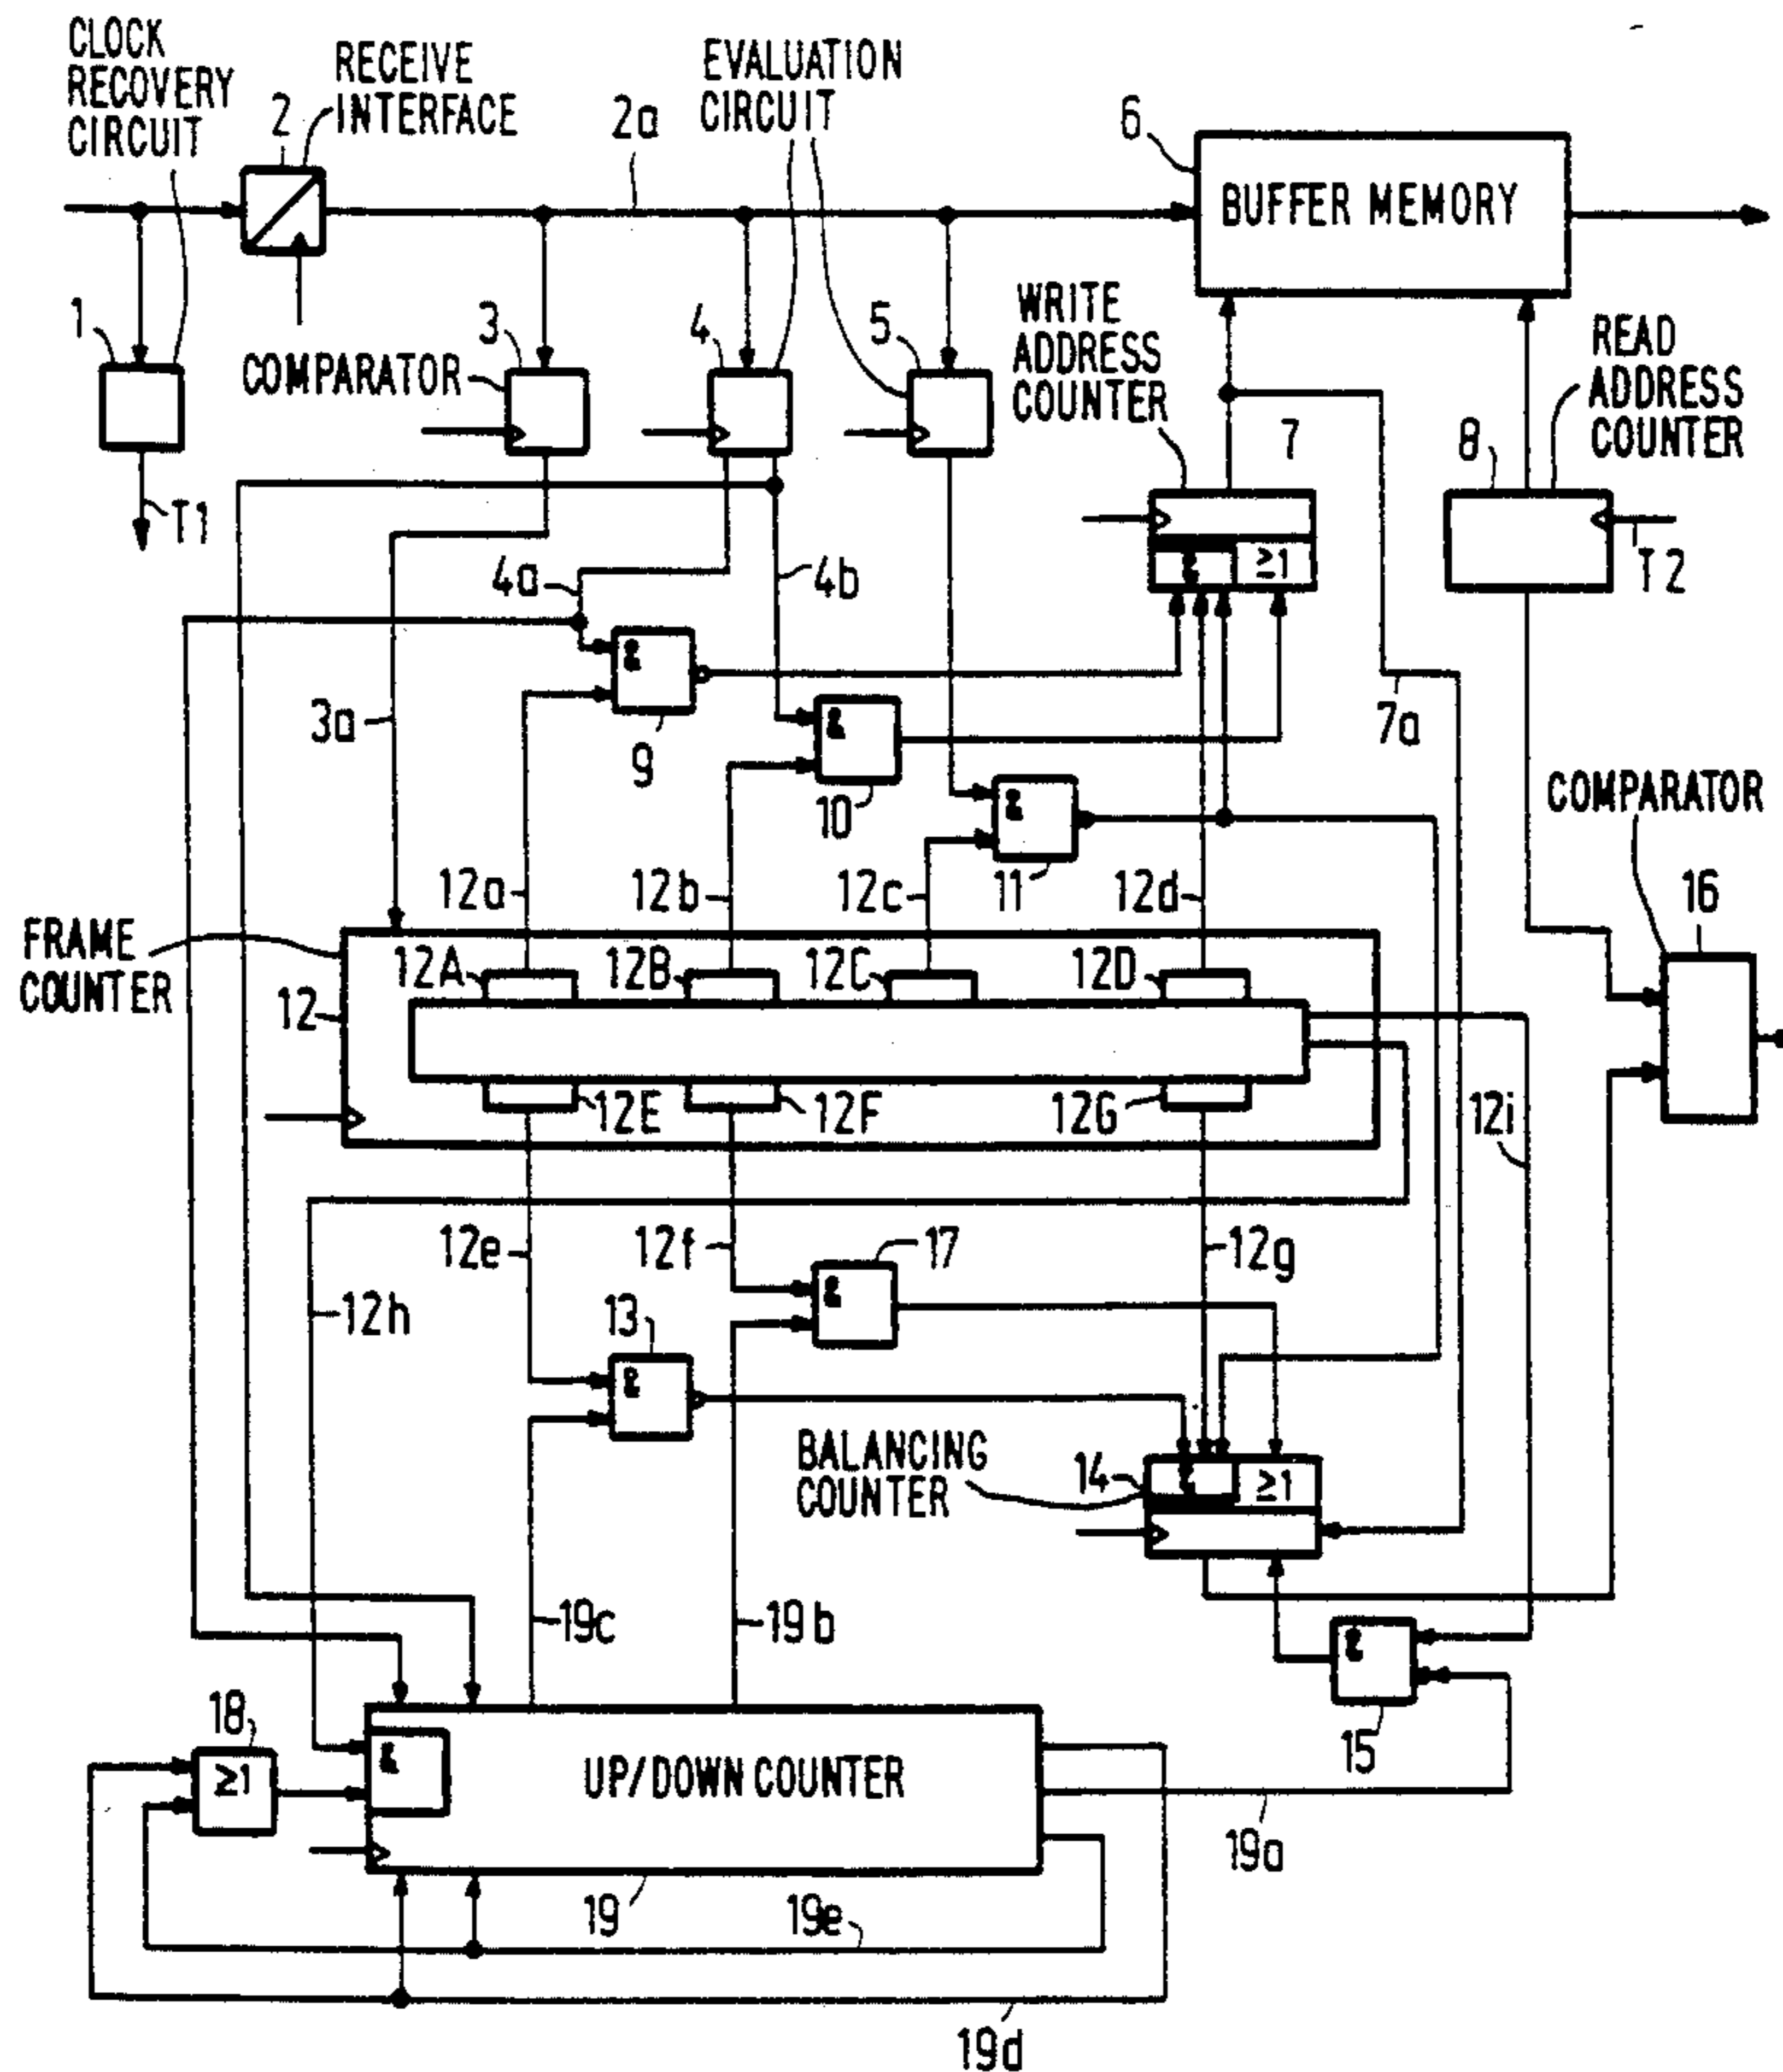 CLOCK
RECOVERY
CIRCUIT
2
RECEIVE
INTERFACE
2a
EVALUATION
CIRCUIT
6
BUFFER MEMORY
1
COMPARATOR
3
4
5
WRITE
ADDRESS
COUNTER
7
READ
ADDRESS
COUNTER
8
T1
4a
4b
&
≥1
T2
3a
&
9
&
10
&
11
7a
COMPARATOR
16
12a
12b
12c
12d
FRAME
COUNTER
12
12A
12B
12C
12D
12E
12F
12G
12i
12e
12f
12g
12h
13
&
17
&
BALANCING
COUNTER
14
&
≥1
19c
19b
&
15
18
≥1
&
UP/DOWN COUNTER
19
19e
19a
19d